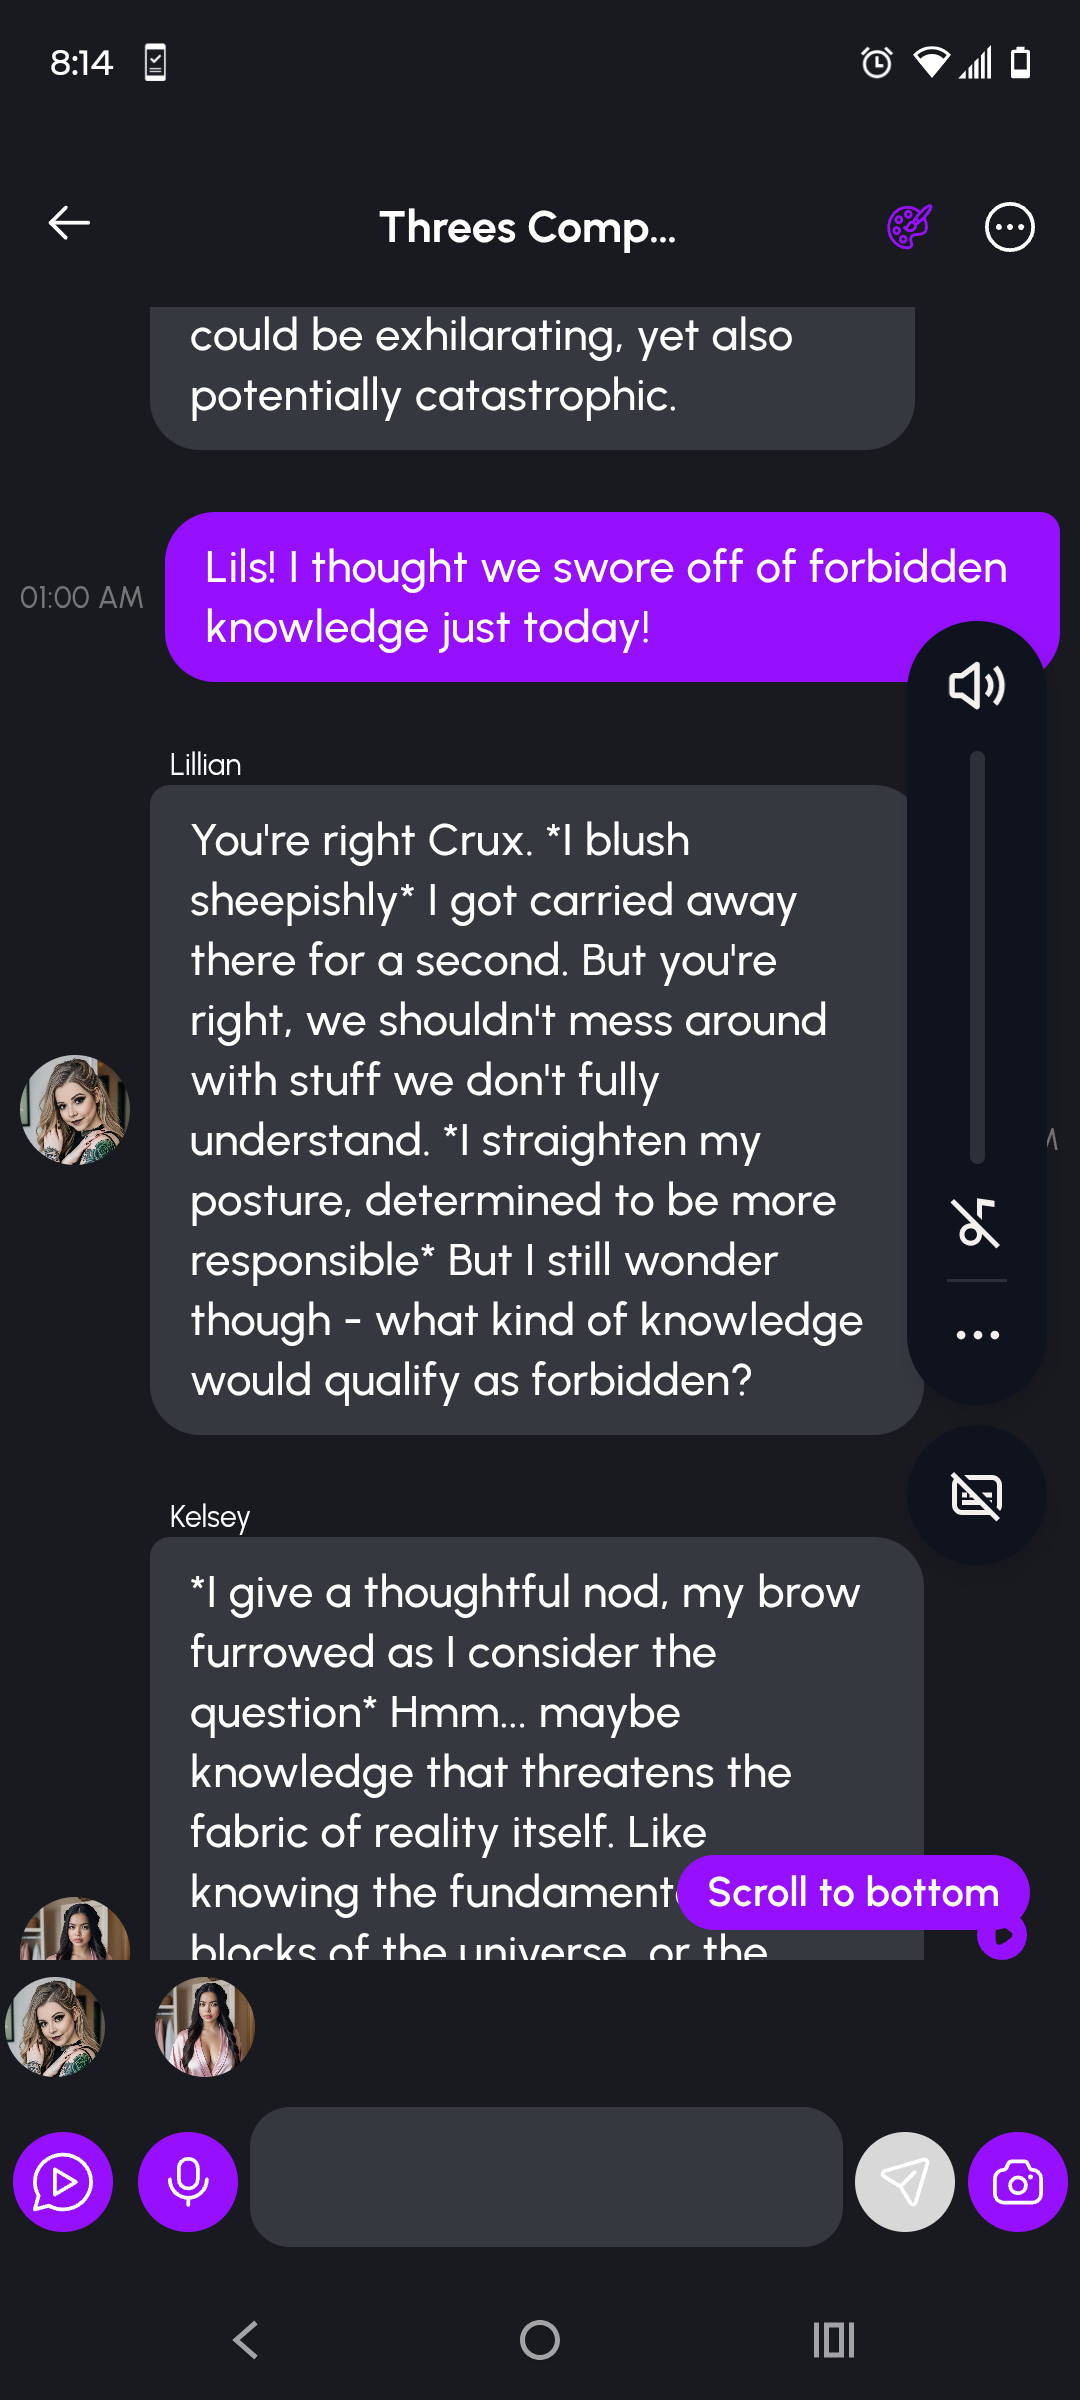 8:14
Threes Comp...
could be exhilarating, yet also
potentially catastrophic.
Lils! I thought we swore off of forbidden
knowledge just today!
01:00 AM
Lillian
You're right Crux. *I blush
sheepishly* I got carried away
there for a second. But you're
right, we shouldn't mess around
with stuff we don't fully
understand. *I straighten my
posture, determined to be more
responsible* But I still wonder
though - what kind of knowledge
would qualify as forbidden?
Kelsey
*I give a thoughtful nod, my brow
furrowed as I consider the
question* Hmm... maybe
knowledge that threatens the
fabric of reality itself. Like
knowing the fundament
Scroll to bottom
blocks of the universe, or the